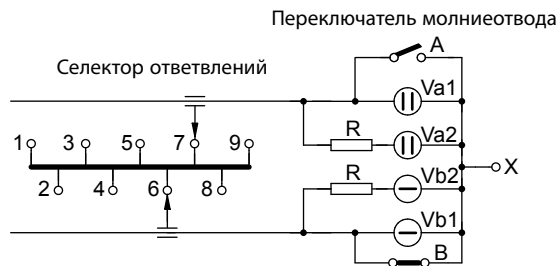 Переключатель молниеотвода
A
Селектор ответвлений
Va1
1 3 5 7 9
R Va2
X
2 4 6 8
R Vb2
Vb1
B